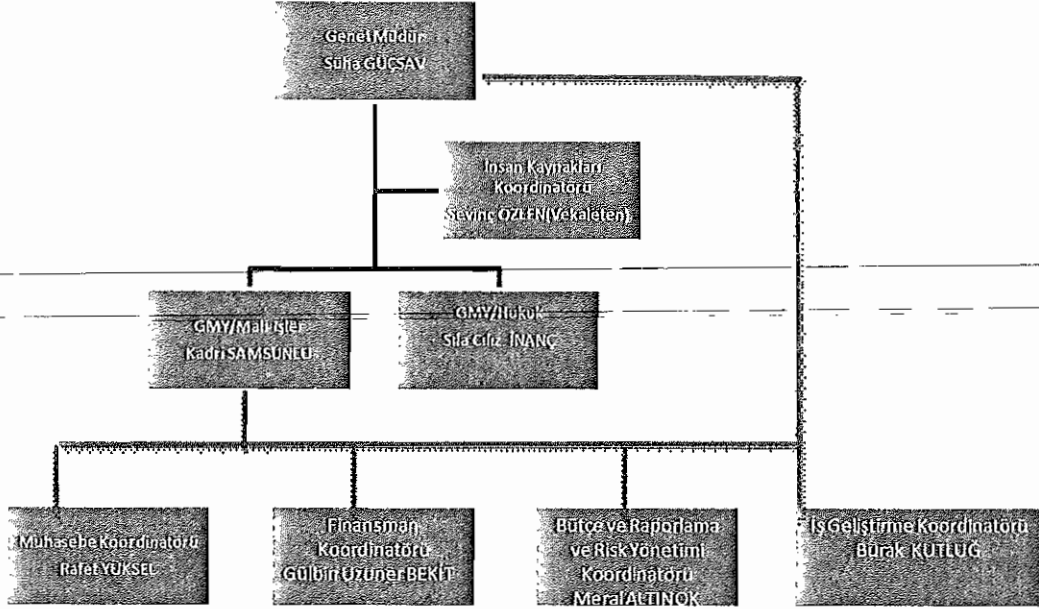 Genel Müdür
Süha GÜÇSAV
İnsan Kaynakları
Koordinatörü
Sevinç ÖZLEN(Vekaleten)
GMY/Mali İşler
Kadri SAMSUNLU
GMY/Hukuk
Sıla Cılız İNANÇ
Muhasebe Koordinatörü
Rafet YÜKSEL
Finansman
Koordinatörü
Gülbin Uzuner BEKİT
Bütçe ve Raporlama
ve Risk Yönetimi
Koordinatörü
Meral ALTINOK
İş Geliştirme Koordinatörü
Burak KUTLUĞ